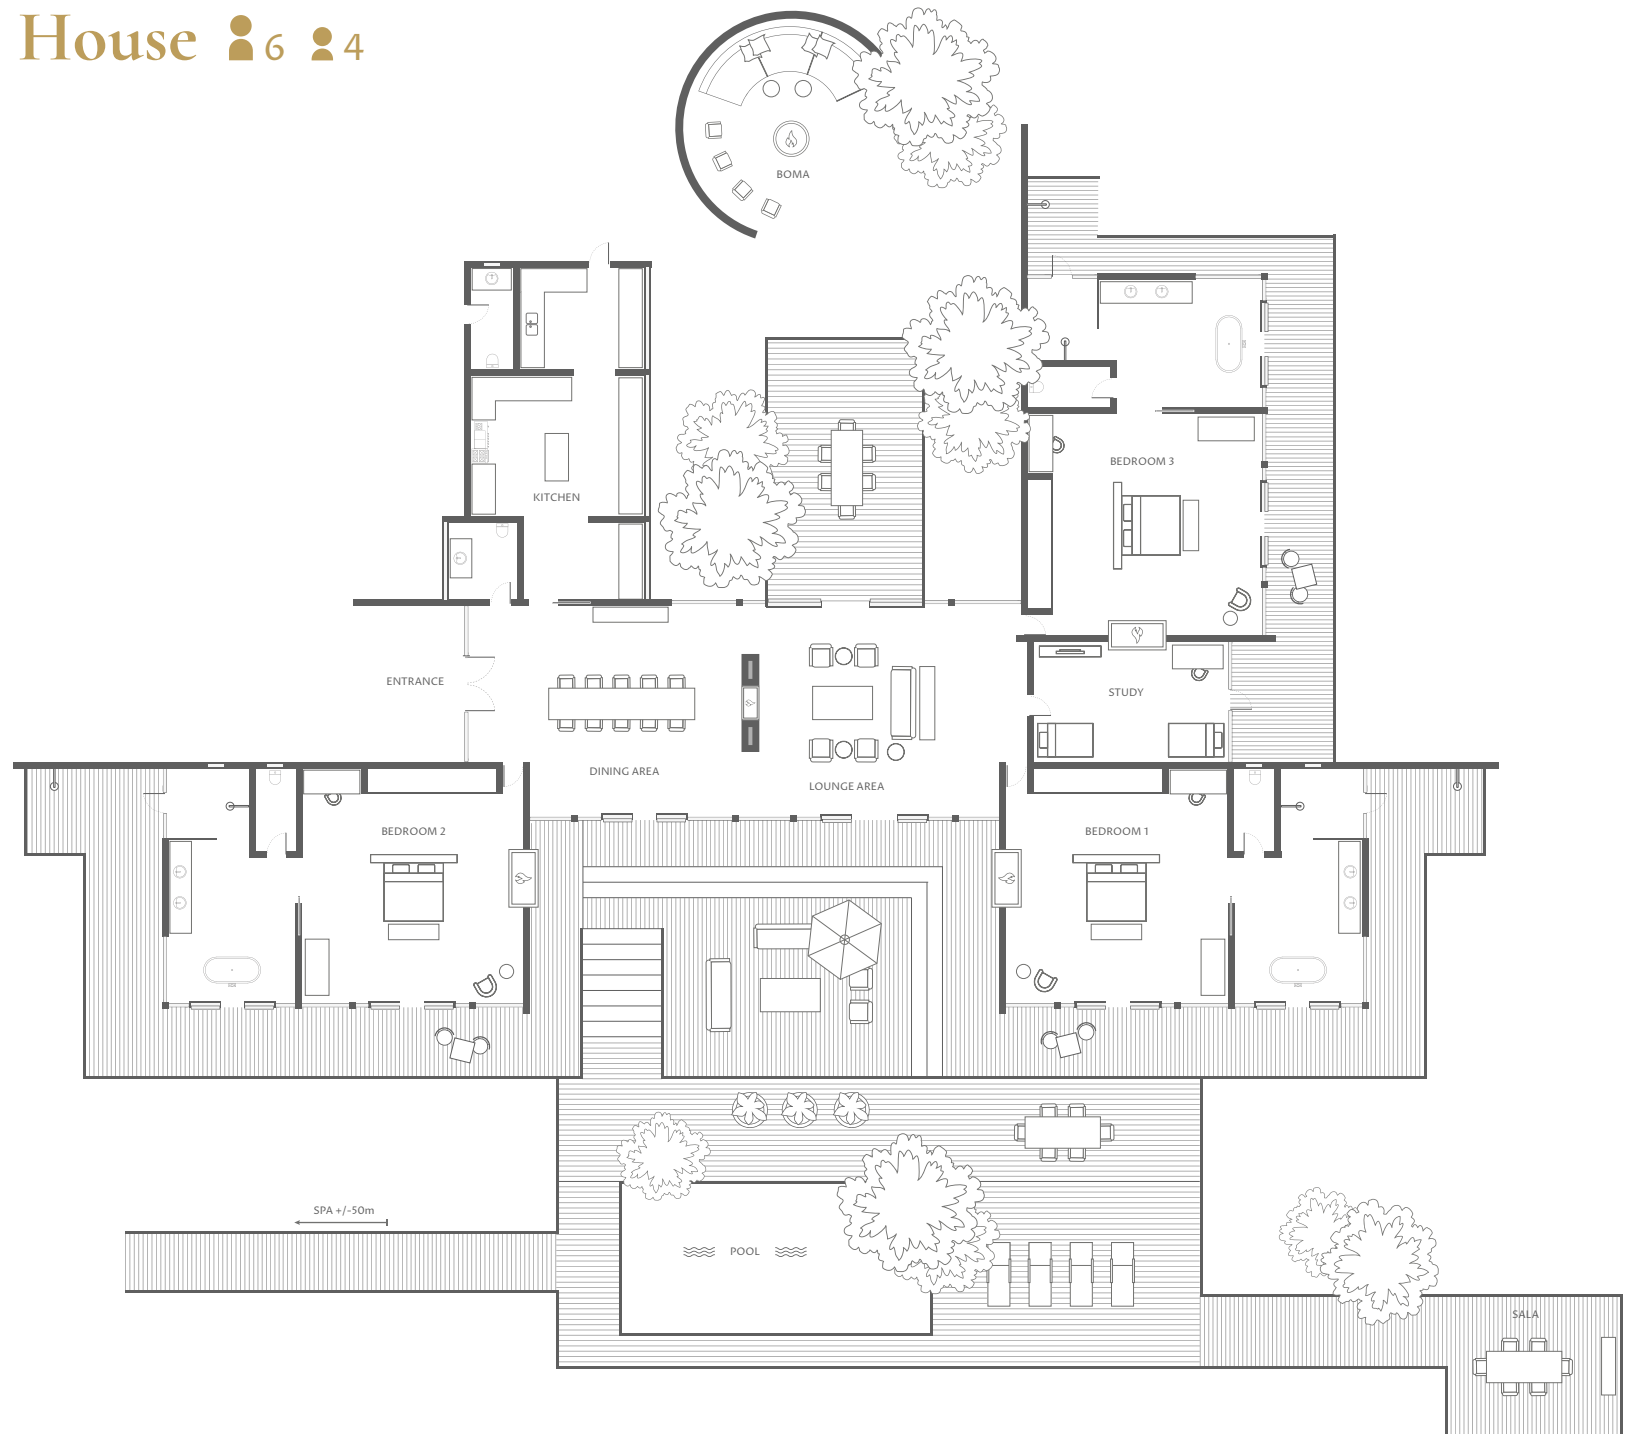 House 6 4
BOMA
BEDROOM 3
KITCHEN
ENTRANCE
STUDY
DINING AREA
LOUNGE AREA
BEDROOM 2
BEDROOM 1
SPA +/-50m
POOL
SALA